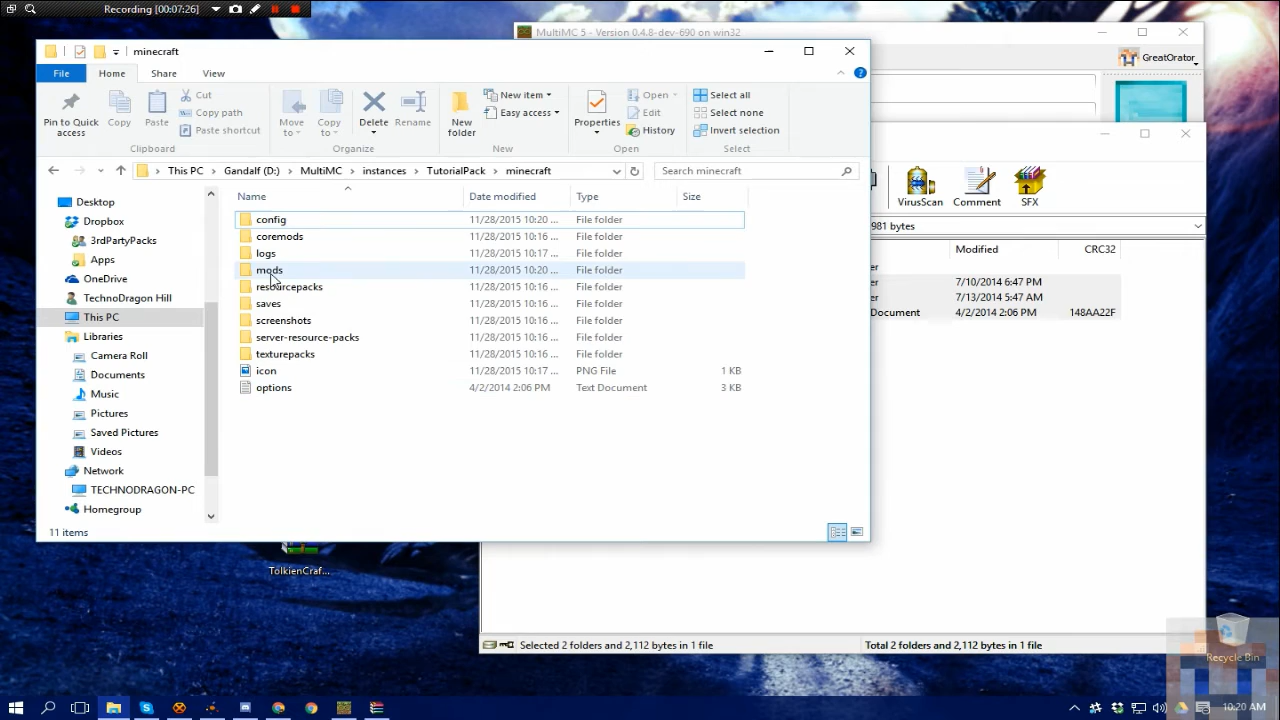 Recording [00:07:26]
MultiMC 5 - Version 0.4.8-dev-690 on win32
minecraft
GreatOrator
File Home Share View
Pin to Quick access
Copy
Paste
Cut
Copy path
Paste shortcut
Clipboard
Move to
Copy to
Delete
Rename
Organize
New folder
New item
Easy access
New
Properties
Open
Edit
History
Open
Select all
Select none
Invert selection
Select
VirusScan Comment SFX
This PC > Gandalf (D:) > MultiMC > instances > TutorialPack > minecraft
Search minecraft
981 bytes
Modified CRC32
7/10/2014 6:47 PM
7/13/2014 5:47 AM
Document 4/2/2014 2:06 PM 148AA22F
Desktop
Dropbox
3rdPartyPacks
Apps
OneDrive
TechnoDragon Hill
This PC
Libraries
Camera Roll
Documents
Music
Pictures
Saved Pictures
Videos
Network
TECHNODRAGON-PC
Homegroup
Name Date modified Type Size
config 11/28/2015 10:20 ... File folder
coremods 11/28/2015 10:16 ... File folder
logs 11/28/2015 10:17 ... File folder
mods 11/28/2015 10:20 ... File folder
resourcepacks 11/28/2015 10:16 ... File folder
saves 11/28/2015 10:16 ... File folder
screenshots 11/28/2015 10:16 ... File folder
server-resource-packs 11/28/2015 10:16 ... File folder
texturepacks 11/28/2015 10:16 ... File folder
icon 11/28/2015 10:17 ... PNG File 1 KB
options 4/2/2014 2:06 PM Text Document 3 KB
11 items
TolkienCraf...
Selected 2 folders and 2,112 bytes in 1 file
Total 2 folders and 2,112 bytes in 1 file
Recycle Bin
10:20 AM